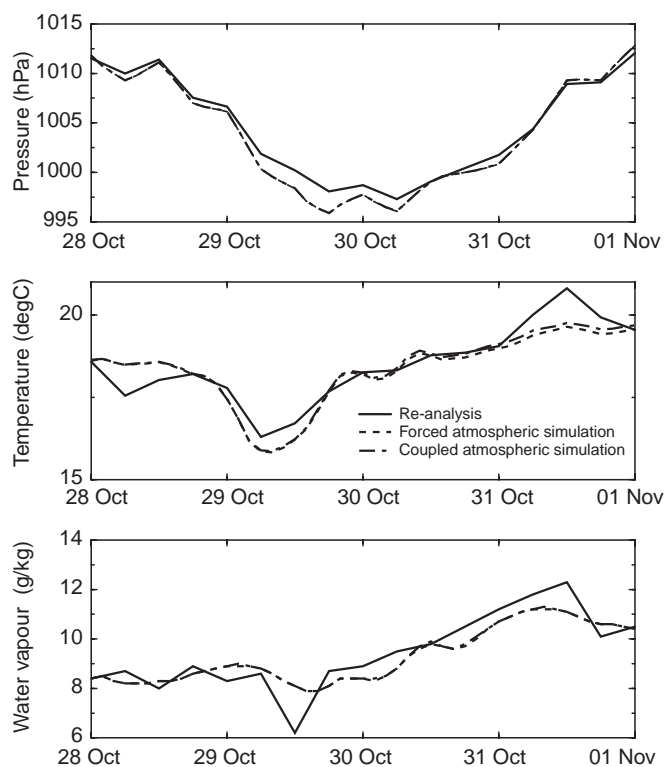 1015
1010
1005
1000
995
Pressure (hPa)
28 Oct 29 Oct 30 Oct 31 Oct 01 Nov
20
15
Temperature (degC)
Re-analysis
Forced atmospheric simulation
Coupled atmospheric simulation
28 Oct 29 Oct 30 Oct 31 Oct 01 Nov
14
12
10
8
6
Water vapour (g/kg)
28 Oct 29 Oct 30 Oct 31 Oct 01 Nov